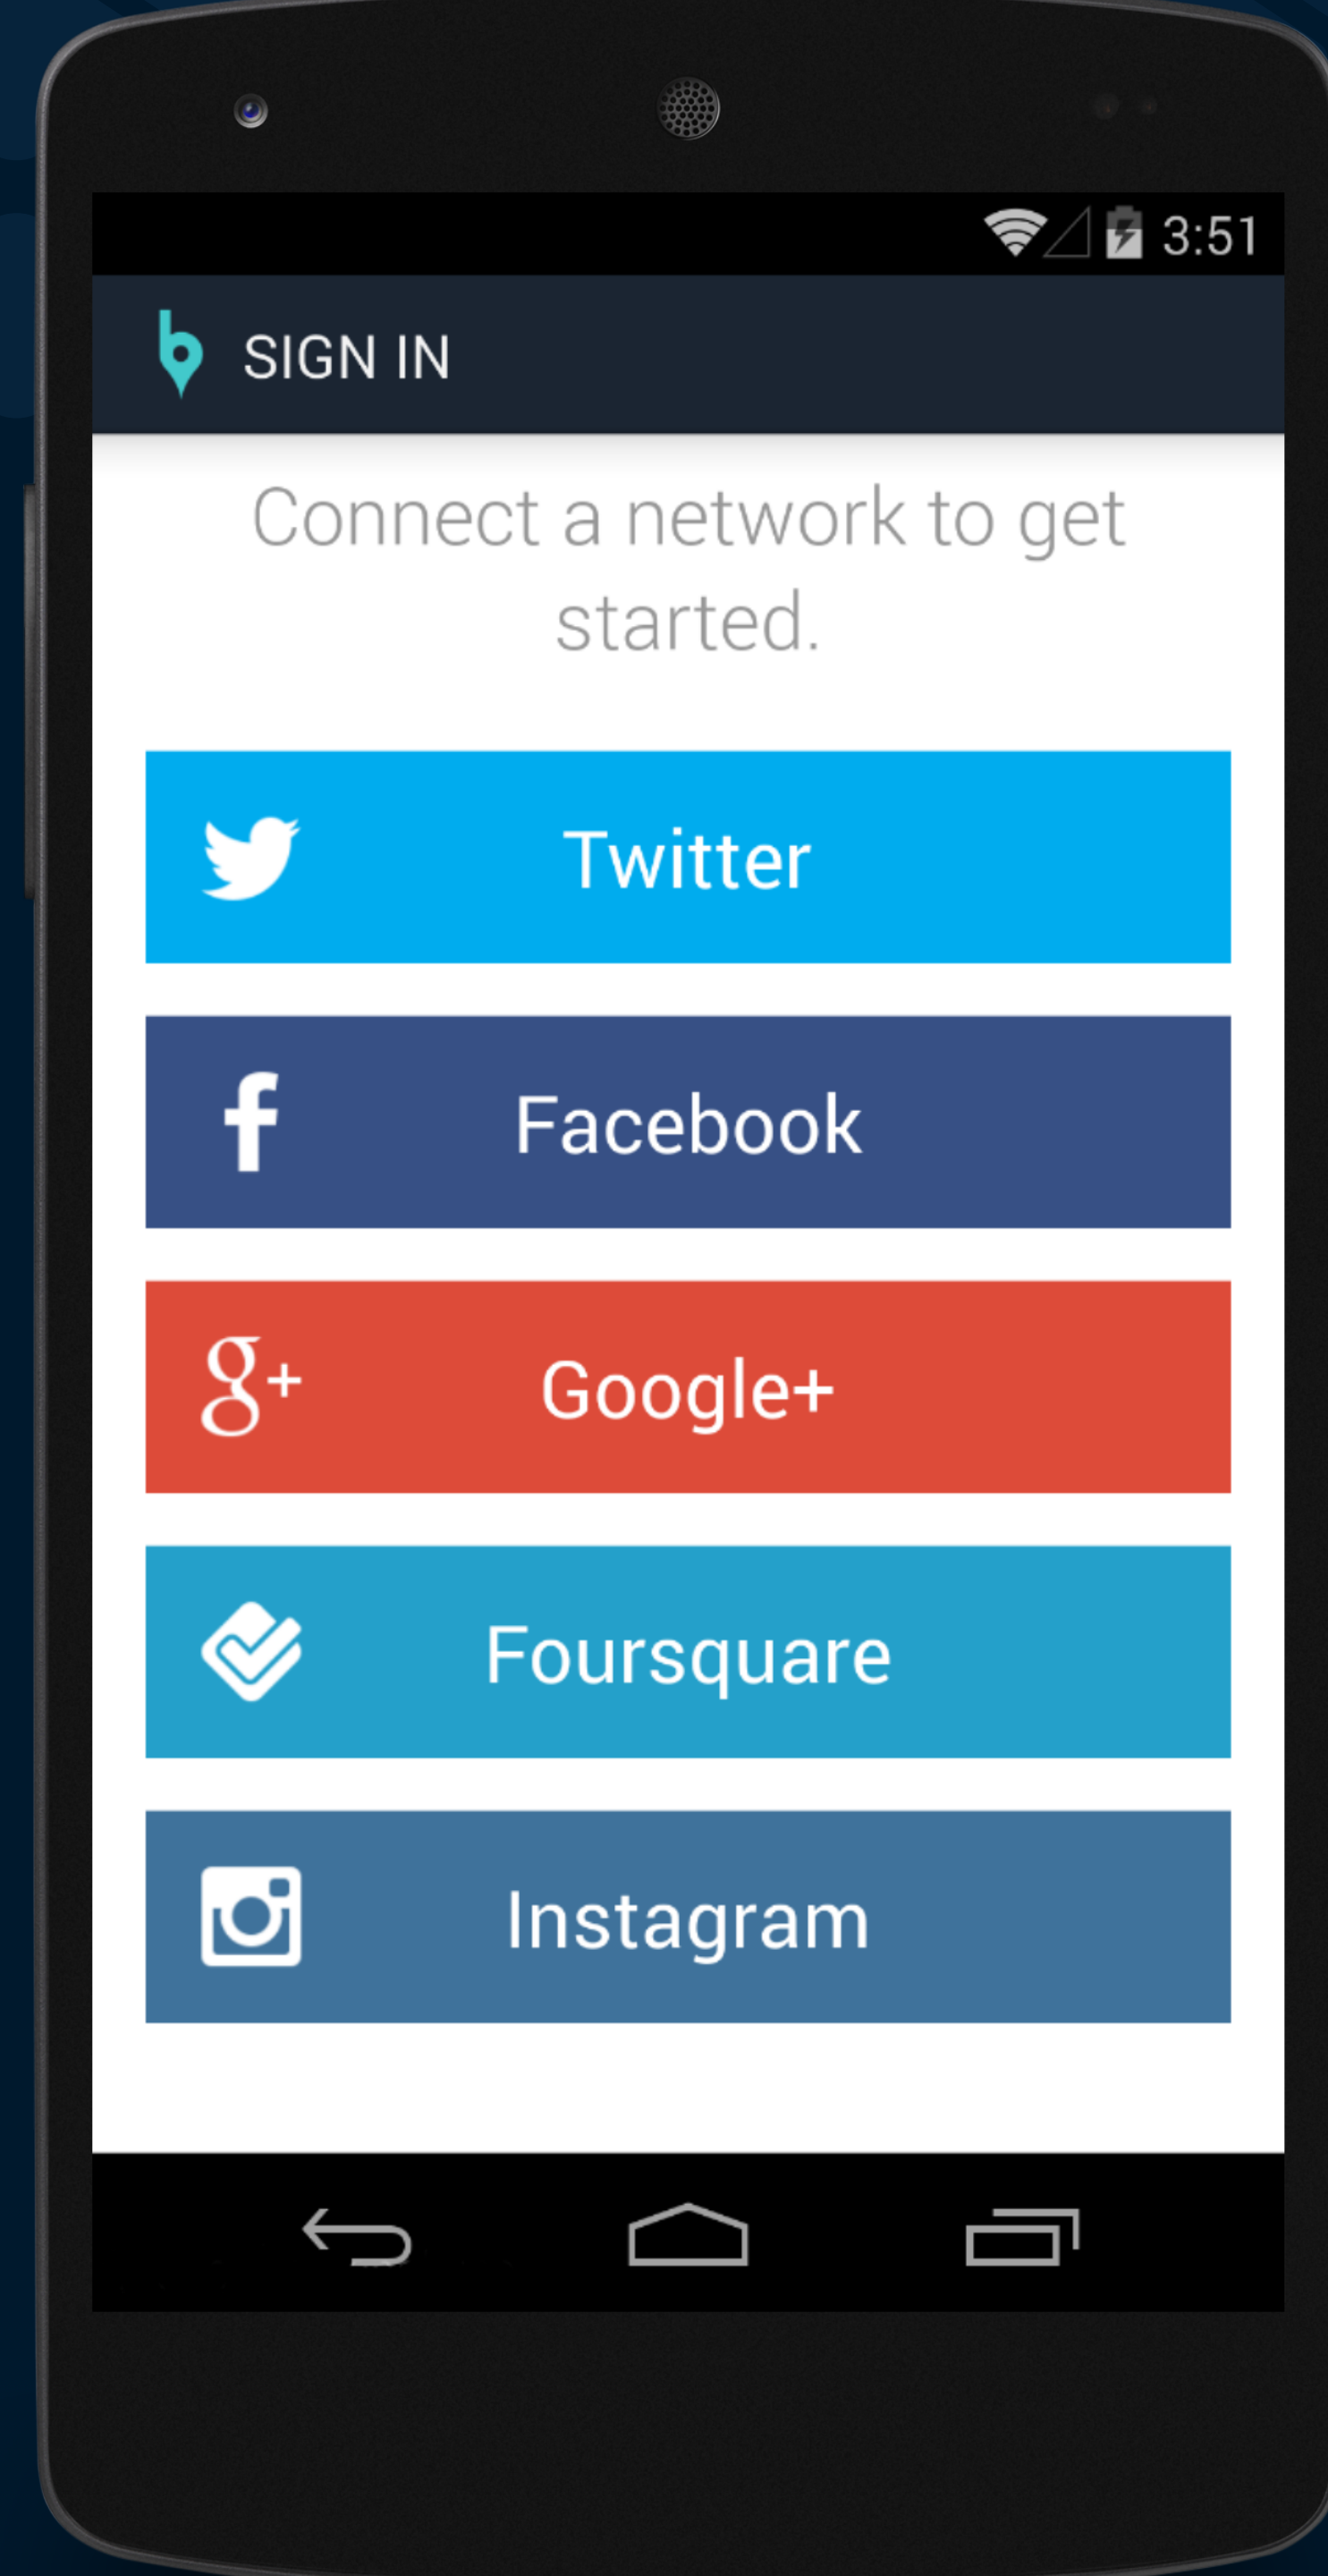 3:51
SIGN IN
Connect a network to get
started.
Twitter
Facebook
g+ Google+
Foursquare
Instagram